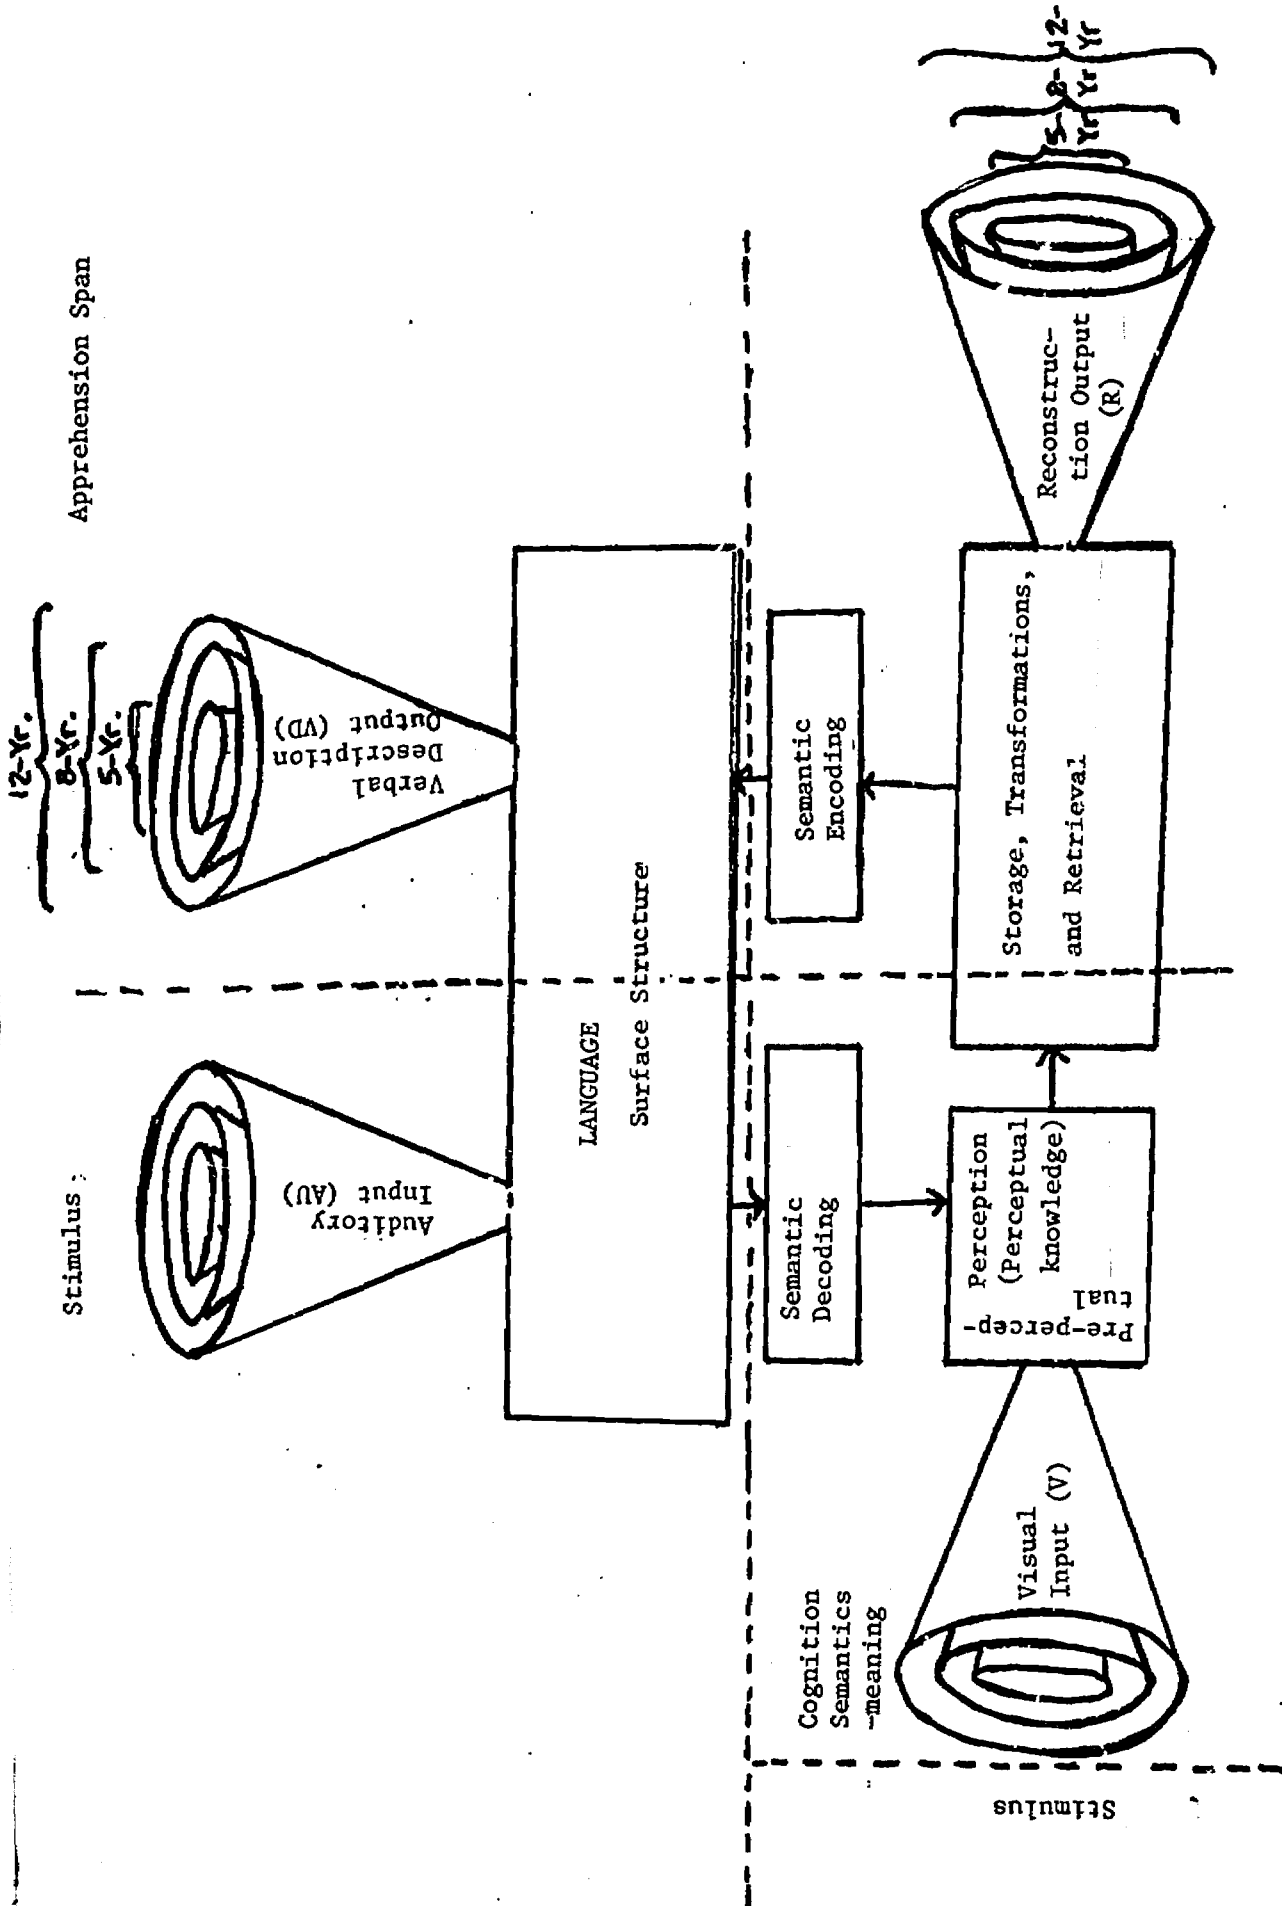 Stimulus:
Apprehension Span
12-Yr.
8-Yr.
5-Yr.
Auditory
Input (AU)
Verbal
Description
Output (VD)
LANGUAGE
Surface Structure
Cognition
Semantics
-meaning
Semantic
Decoding
Semantic
Encoding
Stimulus
Visual
Input (V)
Pre-percep-
tual
Perception
(Perceptual
knowledge)
Storage, Transformations,
and Retrieval
Reconstruc-
tion Output
(R)
5-
Yr
8-
Yr
12-
Yr